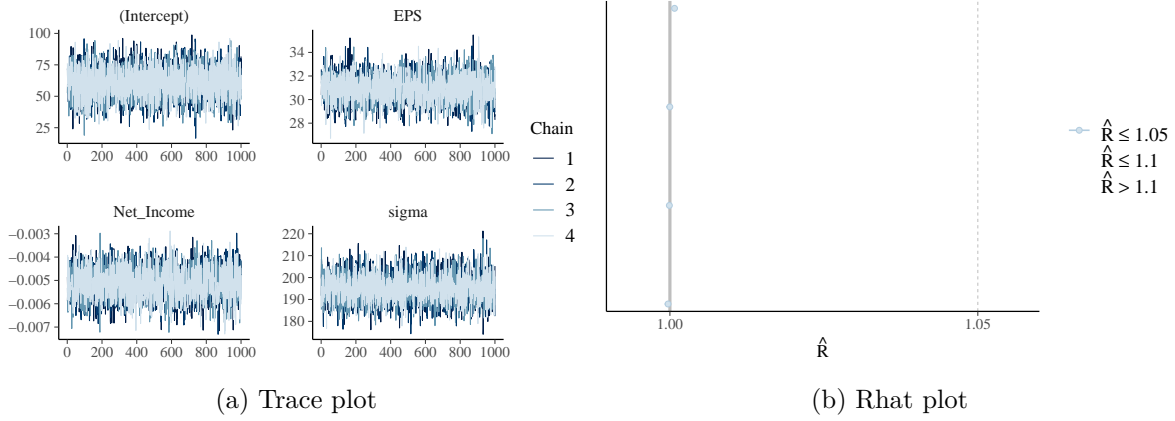 (Intercept)
EPS
100
75
50
25
34
32
30
28
0 200 400 600 800 1000
0 200 400 600 800 1000
Net_Income
sigma
−0.003
−0.004
−0.005
−0.006
−0.007
220
210
200
190
180
0 200 400 600 800 1000
0 200 400 600 800 1000
Chain
1
2
3
4
(a) Trace plot
1.00 1.05
R̂
R̂ ≤ 1.05
R̂ ≤ 1.1
R̂ > 1.1
(b) Rhat plot